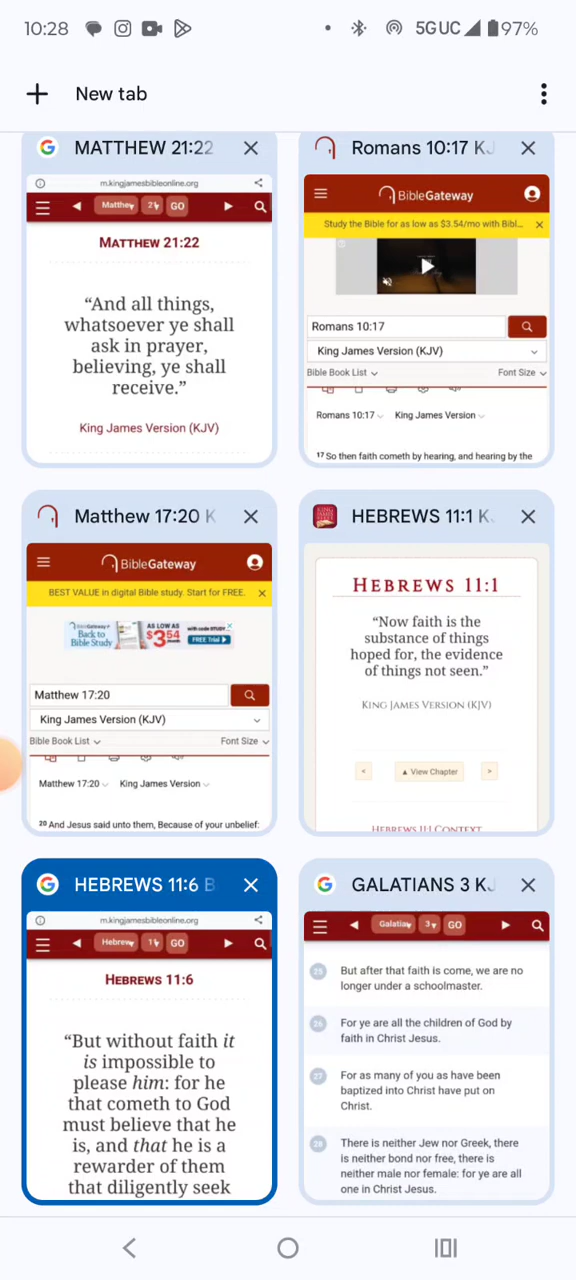 10:28
5G UC 97%
New tab
MATTHEW 21:22
m.kingjamesbibleonline.org
GO
MATTHEW 21:22
“And all things,
whatsoever ye shall
ask in prayer,
believing, ye shall
receive.”
King James Version (KJV)
Romans 10:17 KJ
BibleGateway
Study the Bible for as low as $3.54/mo with Bibl...
Romans 10:17
King James Version (KJV)
Bible Book List Font Size
Romans 10:17 King James Version
17 So then faith cometh by hearing, and hearing by the
Matthew 17:20 K
BibleGateway
BEST VALUE in digital Bible study. Start for FREE.
BibleGateway
Back to
Bible Study
AS LOW AS
$3.54
with code STUDY
FREE Trial
Matthew 17:20
King James Version (KJV)
Bible Book List Font Size
Matthew 17:20 King James Version
20 And Jesus said unto them, Because of your unbelief:
HEBREWS 11:1 K
HEBREWS 11:1
“Now faith is the
substance of things
hoped for, the evidence
of things not seen.”
KING JAMES VERSION (KJV)
< ▲ View Chapter >
HEBREWS 11:1 CONTEXT
HEBREWS 11:6 B
m.kingjamesbibleonline.org
Hebrew GO
HEBREWS 11:6
“But without faith it
is impossible to
please him: for he
that cometh to God
must believe that he
is, and that he is a
rewarder of them
that diligently seek
GALATIANS 3 KJ
Galatia 3 GO
25 But after that faith is come, we are no
longer under a schoolmaster.
26 For ye are all the children of God by
faith in Christ Jesus.
27 For as many of you as have been
baptized into Christ have put on
Christ.
28 There is neither Jew nor Greek, there
is neither bond nor free, there is
neither male nor female: for ye are all
one in Christ Jesus.